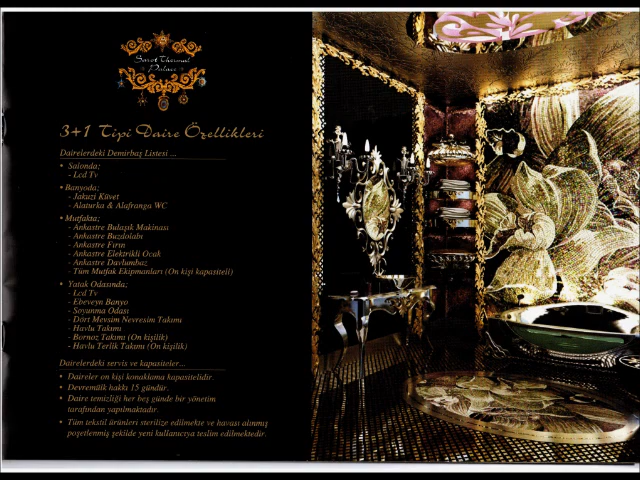 Sarot Thermal
Palace
3+1 Tipi Daire Özellikleri
Dairelerdeki Demirbaş Listesi ...
• Salonda;
- Lcd Tv
• Banyoda;
- Jakuzi Küvet
- Alaturka & Alafranga WC
• Mutfakta;
- Ankastre Bulaşık Makinası
- Ankastre Buzdolabı
- Ankastre Fırın
- Ankastre Elektikli Ocak
- Ankastre Davlumbaz
- Tüm Mutfak Ekipmanları (On kişi kapasiteli)
• Yatak Odasında;
- Lcd Tv
- Ebeveyn Banyo
- Soyunma Odası
- Dört Mevsim Nevresim Takımı
- Havlu Takımı
- Bornoz Takımı (On kişilik)
- Havlu Terlik Takımı (On kişilik)
Dairelerdeki servis ve kapasiteler...
• Daireler on kişi konaklama kapasitelidir.
• Devremülk hakkı 15 gündür.
• Daire temizliği her beş günde bir yönetim
tarafından yapılmaktadır.
• Tüm tekstil ürünleri sterilize edilmekte ve havası alınmış
poşetlenmiş şekilde yeni kullanıcıya teslim edilmektedir.